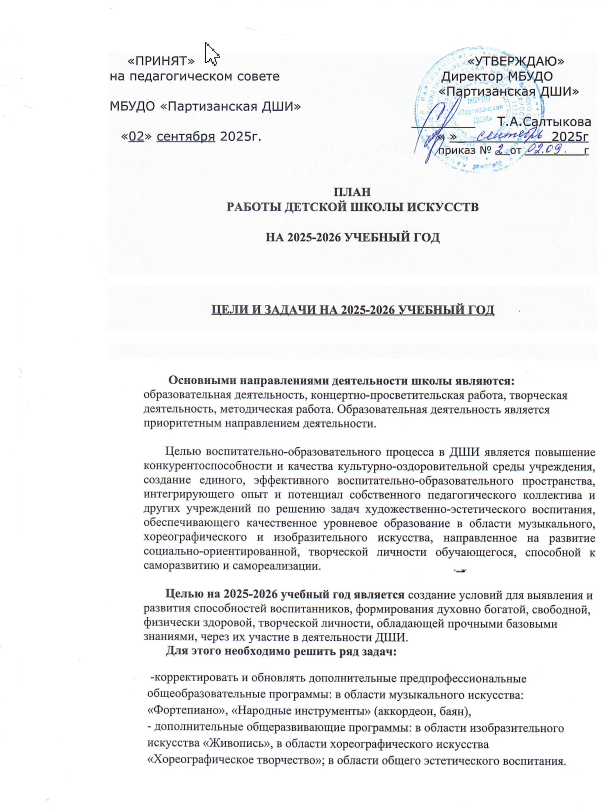 «ПРИНЯТ»
на педагогическом совете
МБУДО «Партизанская ДШИ»
«02» сентября 2025г.
«УТВЕРЖДАЮ»
Директор МБУДО
«Партизанская ДШИ»
Т.А.Салтыкова
« » сентябрь 2025г
приказ № 2 от 02.09. г
МБУДО
«Партизанская
ДШИ»
ПЛАН
РАБОТЫ ДЕТСКОЙ ШКОЛЫ ИСКУССТВ
НА 2025-2026 УЧЕБНЫЙ ГОД
ЦЕЛИ И ЗАДАЧИ НА 2025-2026 УЧЕБНЫЙ ГОД
Основными направлениями деятельности школы являются:
образовательная деятельность, концертно-просветительская работа, творческая
деятельность, методическая работа. Образовательная деятельность является
приоритетным направлением деятельности.
Целью воспитательно-образовательного процесса в ДШИ является повышение
конкурентоспособности и качества культурно-оздоровительной среды учреждения,
создание единого, эффективного воспитательно-образовательного пространства,
интегрирующего опыт и потенциал собственного педагогического коллектива и
других учреждений по решению задач художественно-эстетического воспитания,
обеспечивающего качественное уровневое образование в области музыкального,
хореографического и изобразительного искусства, направленное на развитие
социально-ориентированной, творческой личности обучающегося, способной к
саморазвитию и самореализации.
Целью на 2025-2026 учебный год является создание условий для выявления и
развития способностей воспитанников, формирования духовно богатой, свободной,
физически здоровой, творческой личности, обладающей прочными базовыми
знаниями, через их участие в деятельности ДШИ.
Для этого необходимо решить ряд задач:
-корректировать и обновлять дополнительные предпрофессиональные
общеобразовательные программы: в области музыкального искусства:
«Фортепиано», «Народные инструменты» (аккордеон, баян),
- дополнительные общеразвивающие программы: в области изобразительного
искусства «Живопись», в области хореографического искусства
«Хореографическое творчество»; в области общего эстетического воспитания.